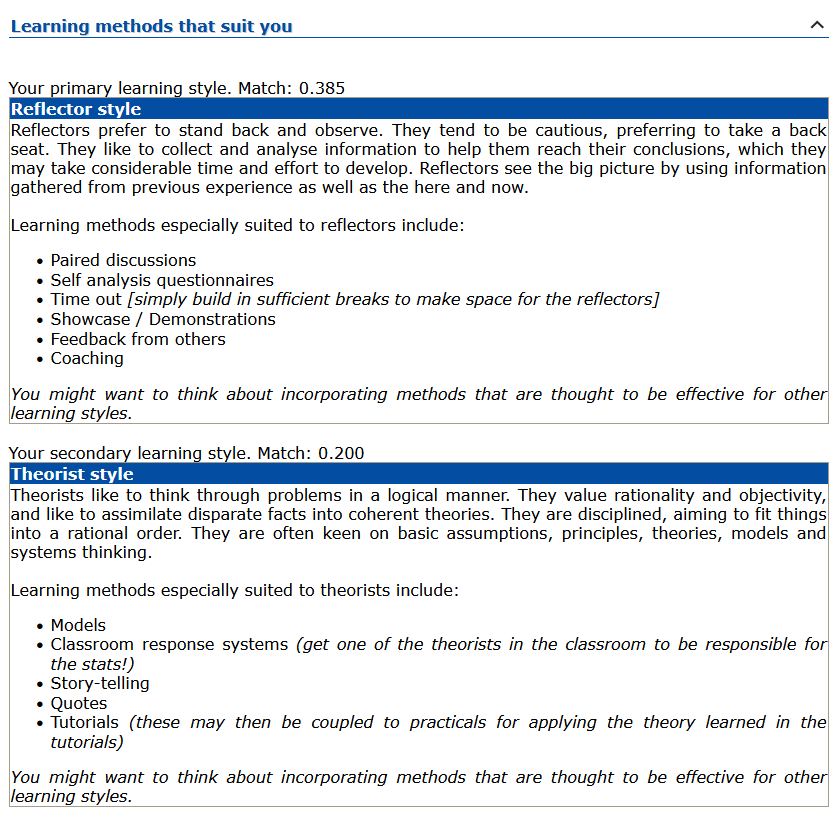 Learning methods that suit you
Your primary learning style. Match: 0.385
Reflector style
Reflectors prefer to stand back and observe. They tend to be cautious, preferring to take a back
seat. They like to collect and analyse information to help them reach their conclusions, which they
may take considerable time and effort to develop. Reflectors see the big picture by using information
gathered from previous experience as well as the here and now.
Learning methods especially suited to reflectors include:
• Paired discussions
• Self analysis questionnaires
• Time out [simply build in sufficient breaks to make space for the reflectors]
• Showcase / Demonstrations
• Feedback from others
• Coaching
You might want to think about incorporating methods that are thought to be effective for other
learning styles.
Your secondary learning style. Match: 0.200
Theorist style
Theorists like to think through problems in a logical manner. They value rationality and objectivity,
and like to assimilate disparate facts into coherent theories. They are disciplined, aiming to fit things
into a rational order. They are often keen on basic assumptions, principles, theories, models and
systems thinking.
Learning methods especially suited to theorists include:
• Models
• Classroom response systems (get one of the theorists in the classroom to be responsible for
the stats!)
• Story-telling
• Quotes
• Tutorials (these may then be coupled to practicals for applying the theory learned in the
tutorials)
You might want to think about incorporating methods that are thought to be effective for other
learning styles.